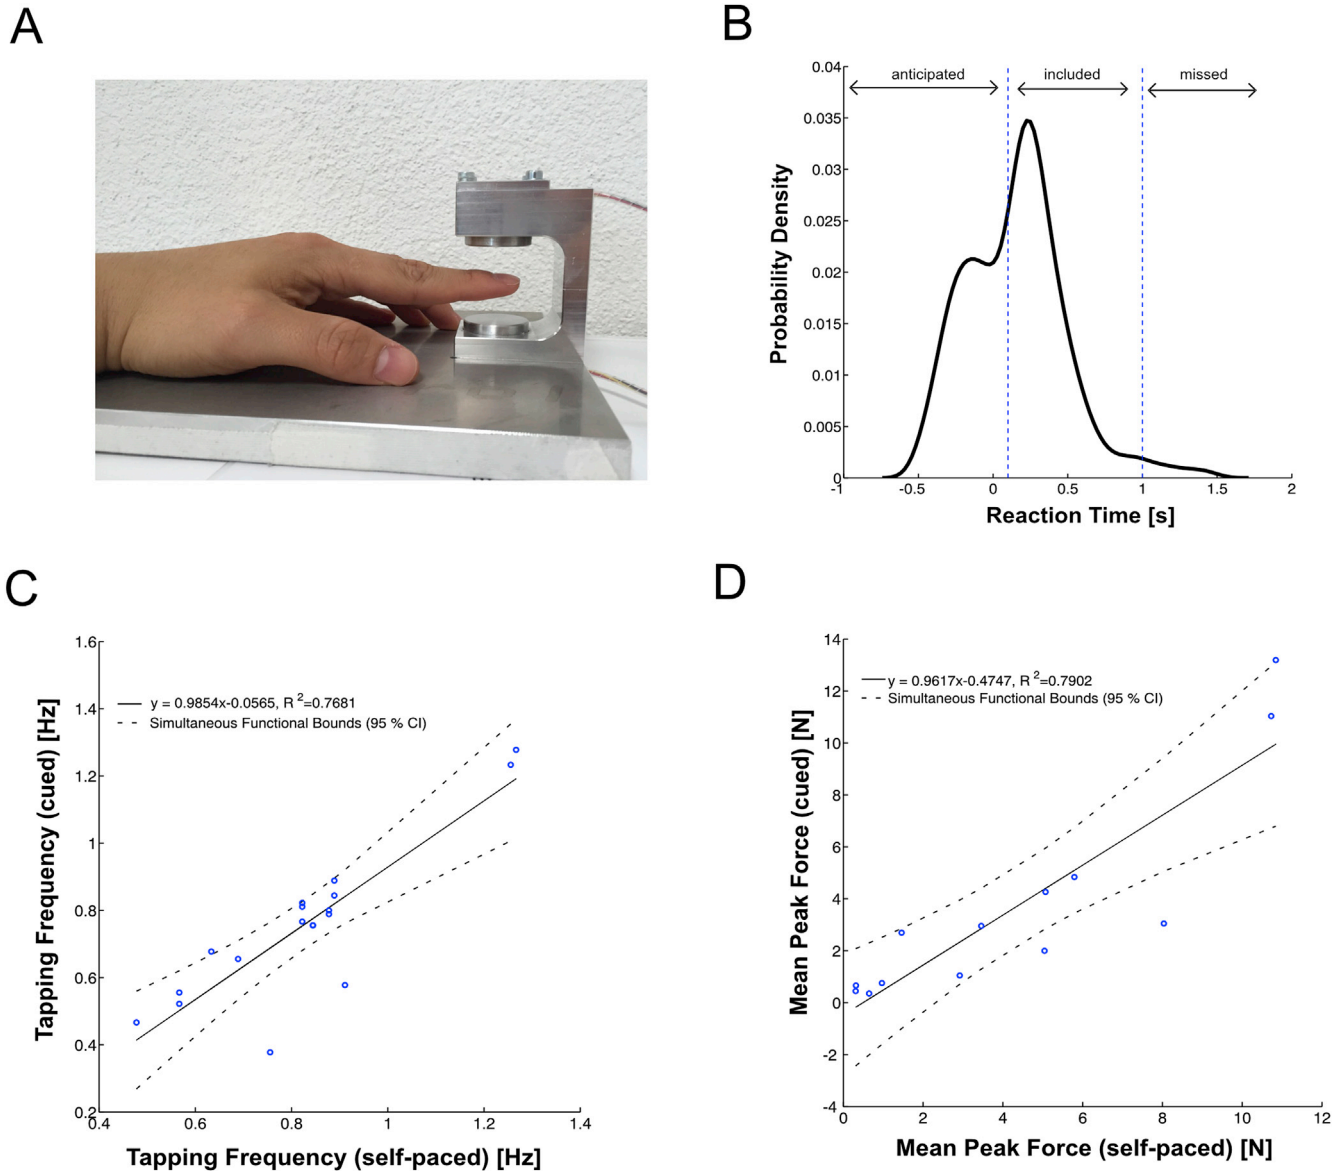 A
B
0.04
anticipated
included
missed
0.035
0.03
0.025
0.02
0.015
0.01
0.005
0
-1
-0.5
0
0.5
1
1.5
2
Probability Density
Reaction Time [s]
C
1.6
1.4
1.2
1
0.8
0.6
0.4
0.2
0.4
0.6
0.8
1
1.2
1.4
y = 0.9854x-0.0565, R 2=0.7681
Simultaneous Functional Bounds (95 % CI)
Tapping Frequency (cued) [Hz]
Tapping Frequency (self-paced) [Hz]
D
14
12
10
8
6
4
2
0
-2
-4
0
2
4
6
8
10
12
y = 0.9617x-0.4747, R 2=0.7902
Simultaneous Functional Bounds (95 % CI)
Mean Peak Force (cued) [N]
Mean Peak Force (self-paced) [N]